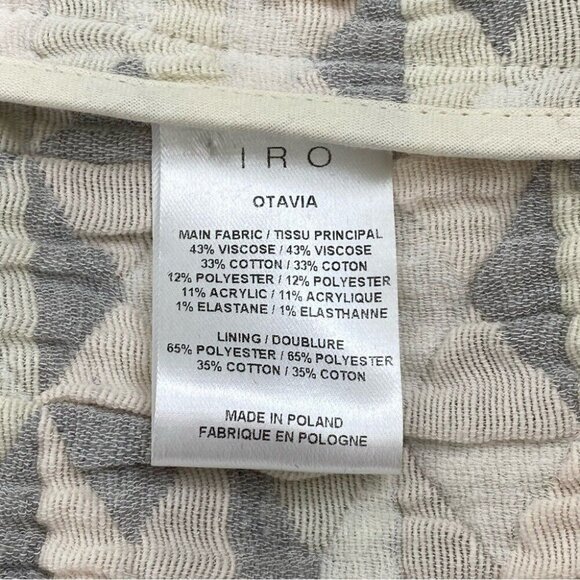 IRO
OTAVIA
MAIN FABRIC / TISSU PRINCIPAL
43% VISCOSE / 43% VISCOSE
33% COTTON / 33% COTON
12% POLYESTER / 12% POLYESTER
11% ACRYLIC / 11% ACRYLIQUE
1% ELASTANE / 1% ELASTHANNE
LINING / DOUBLURE
65% POLYESTER / 65% POLYESTER
35% COTTON / 35% COTON
MADE IN POLAND
FABRIQUE EN POLOGNE